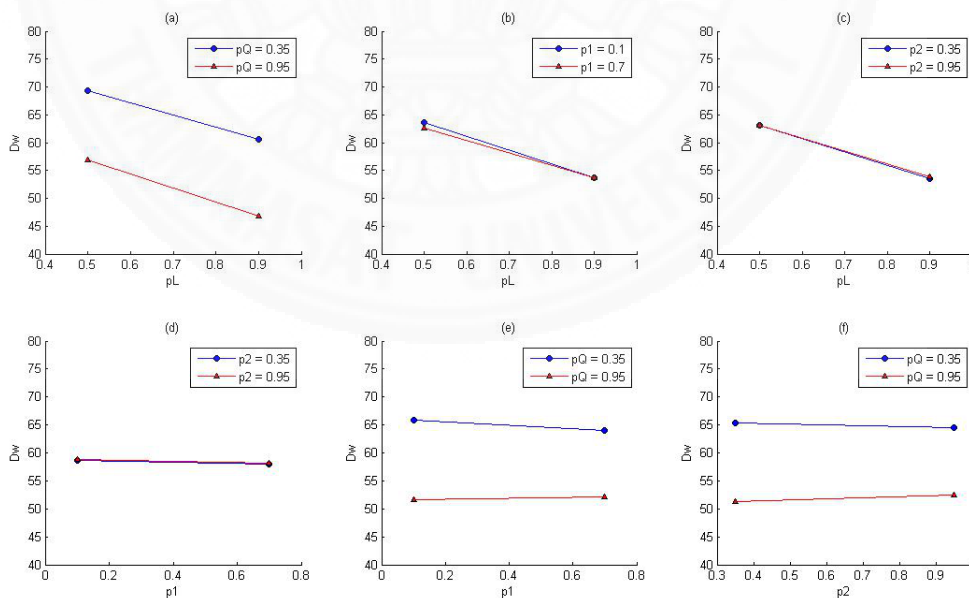 (a)
80
75
70
65
60
55
50
45
40
Dw
pQ = 0.35
pQ = 0.95
0.4 0.5 0.6 0.7 0.8 0.9 1
pL
(b)
80
75
70
65
60
55
50
45
40
Dw
p1 = 0.1
p1 = 0.7
0.4 0.5 0.6 0.7 0.8 0.9 1
pL
(c)
80
75
70
65
60
55
50
45
40
Dw
p2 = 0.35
p2 = 0.95
0.4 0.5 0.6 0.7 0.8 0.9
pL
(d)
80
75
70
65
60
55
50
45
40
Dw
p2 = 0.35
p2 = 0.95
0 0.2 0.4 0.6 0.8
p1
(e)
80
75
70
65
60
55
50
45
40
Dw
pQ = 0.35
pQ = 0.95
0 0.2 0.4 0.6 0.8
p1
(f)
80
75
70
65
60
55
50
45
40
Dw
pQ = 0.35
pQ = 0.95
0.3 0.4 0.5 0.6 0.7 0.8 0.9
p2
UNIVERSITY